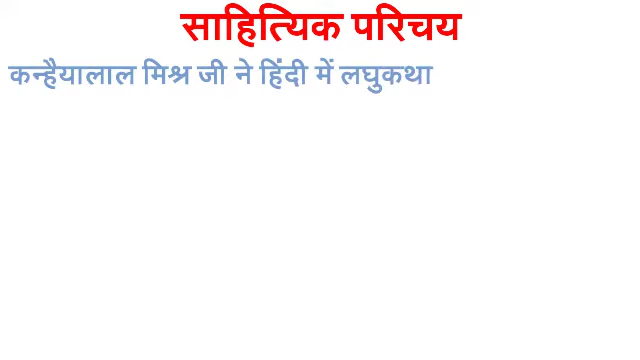 साहित्यिक परिचय
कन्हैयालाल मिश्र जी ने हिंदी में लघुकथा